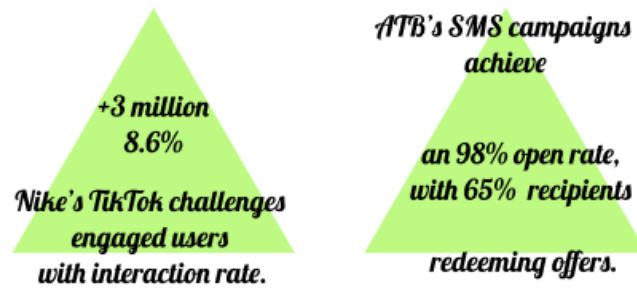 +3 million
8.6%
Nike's TikTok challenges
engaged users
with interaction rate.
ATB's SMS campaigns
achieve
an 98% open rate,
with 65% recipients
redeeming offers.